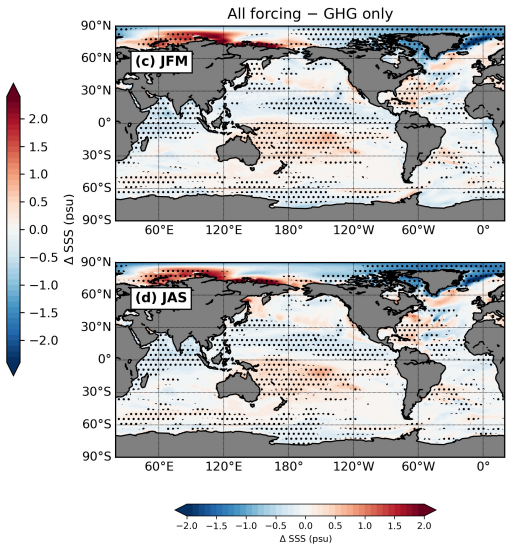 All forcing − GHG only
90°N
60°N
30°N
0°
30°S
60°S
90°S
(c) JFM
60°E 120°E 180° 120°W 60°W 0°
2.0
1.5
1.0
0.5
0.0
−0.5
−1.0
−1.5
−2.0
Δ SSS (psu)
90°N
60°N
30°N
0°
30°S
60°S
90°S
(d) JAS
60°E 120°E 180° 120°W 60°W 0°
−2.0 −1.5 −1.0 −0.5 0.0 0.5 1.0 1.5 2.0
Δ SSS (psu)